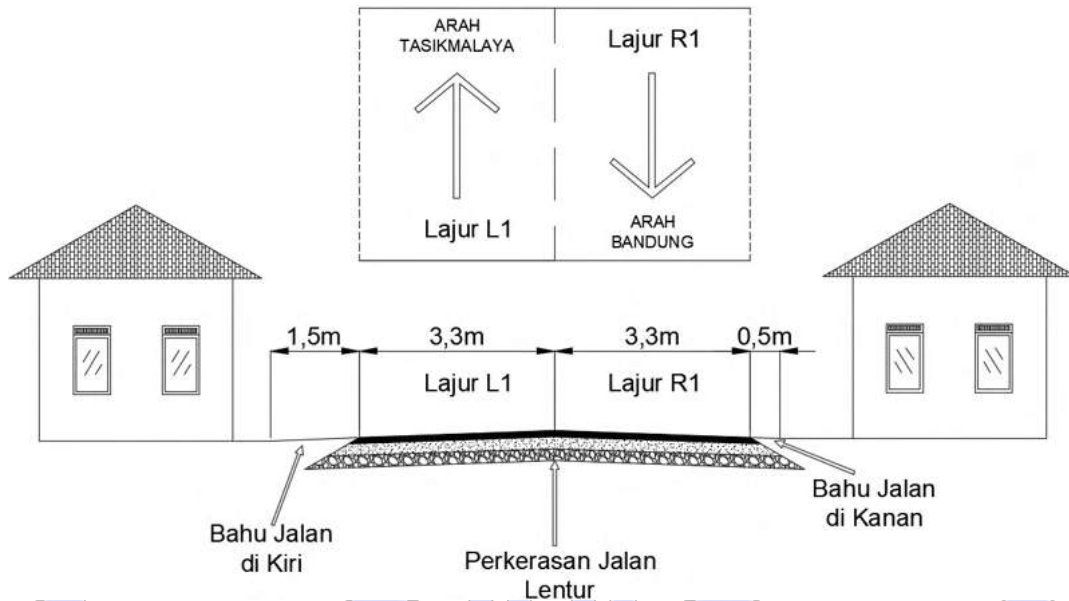 ARAH
TASIKMALAYA
Lajur R1
Lajur L1
ARAH
BANDUNG
1,5m
3,3m
3,3m
0,5m
Lajur L1
Lajur R1
Bahu Jalan
di Kiri
Perkerasan Jalan
Lentur
Bahu Jalan
di Kanan